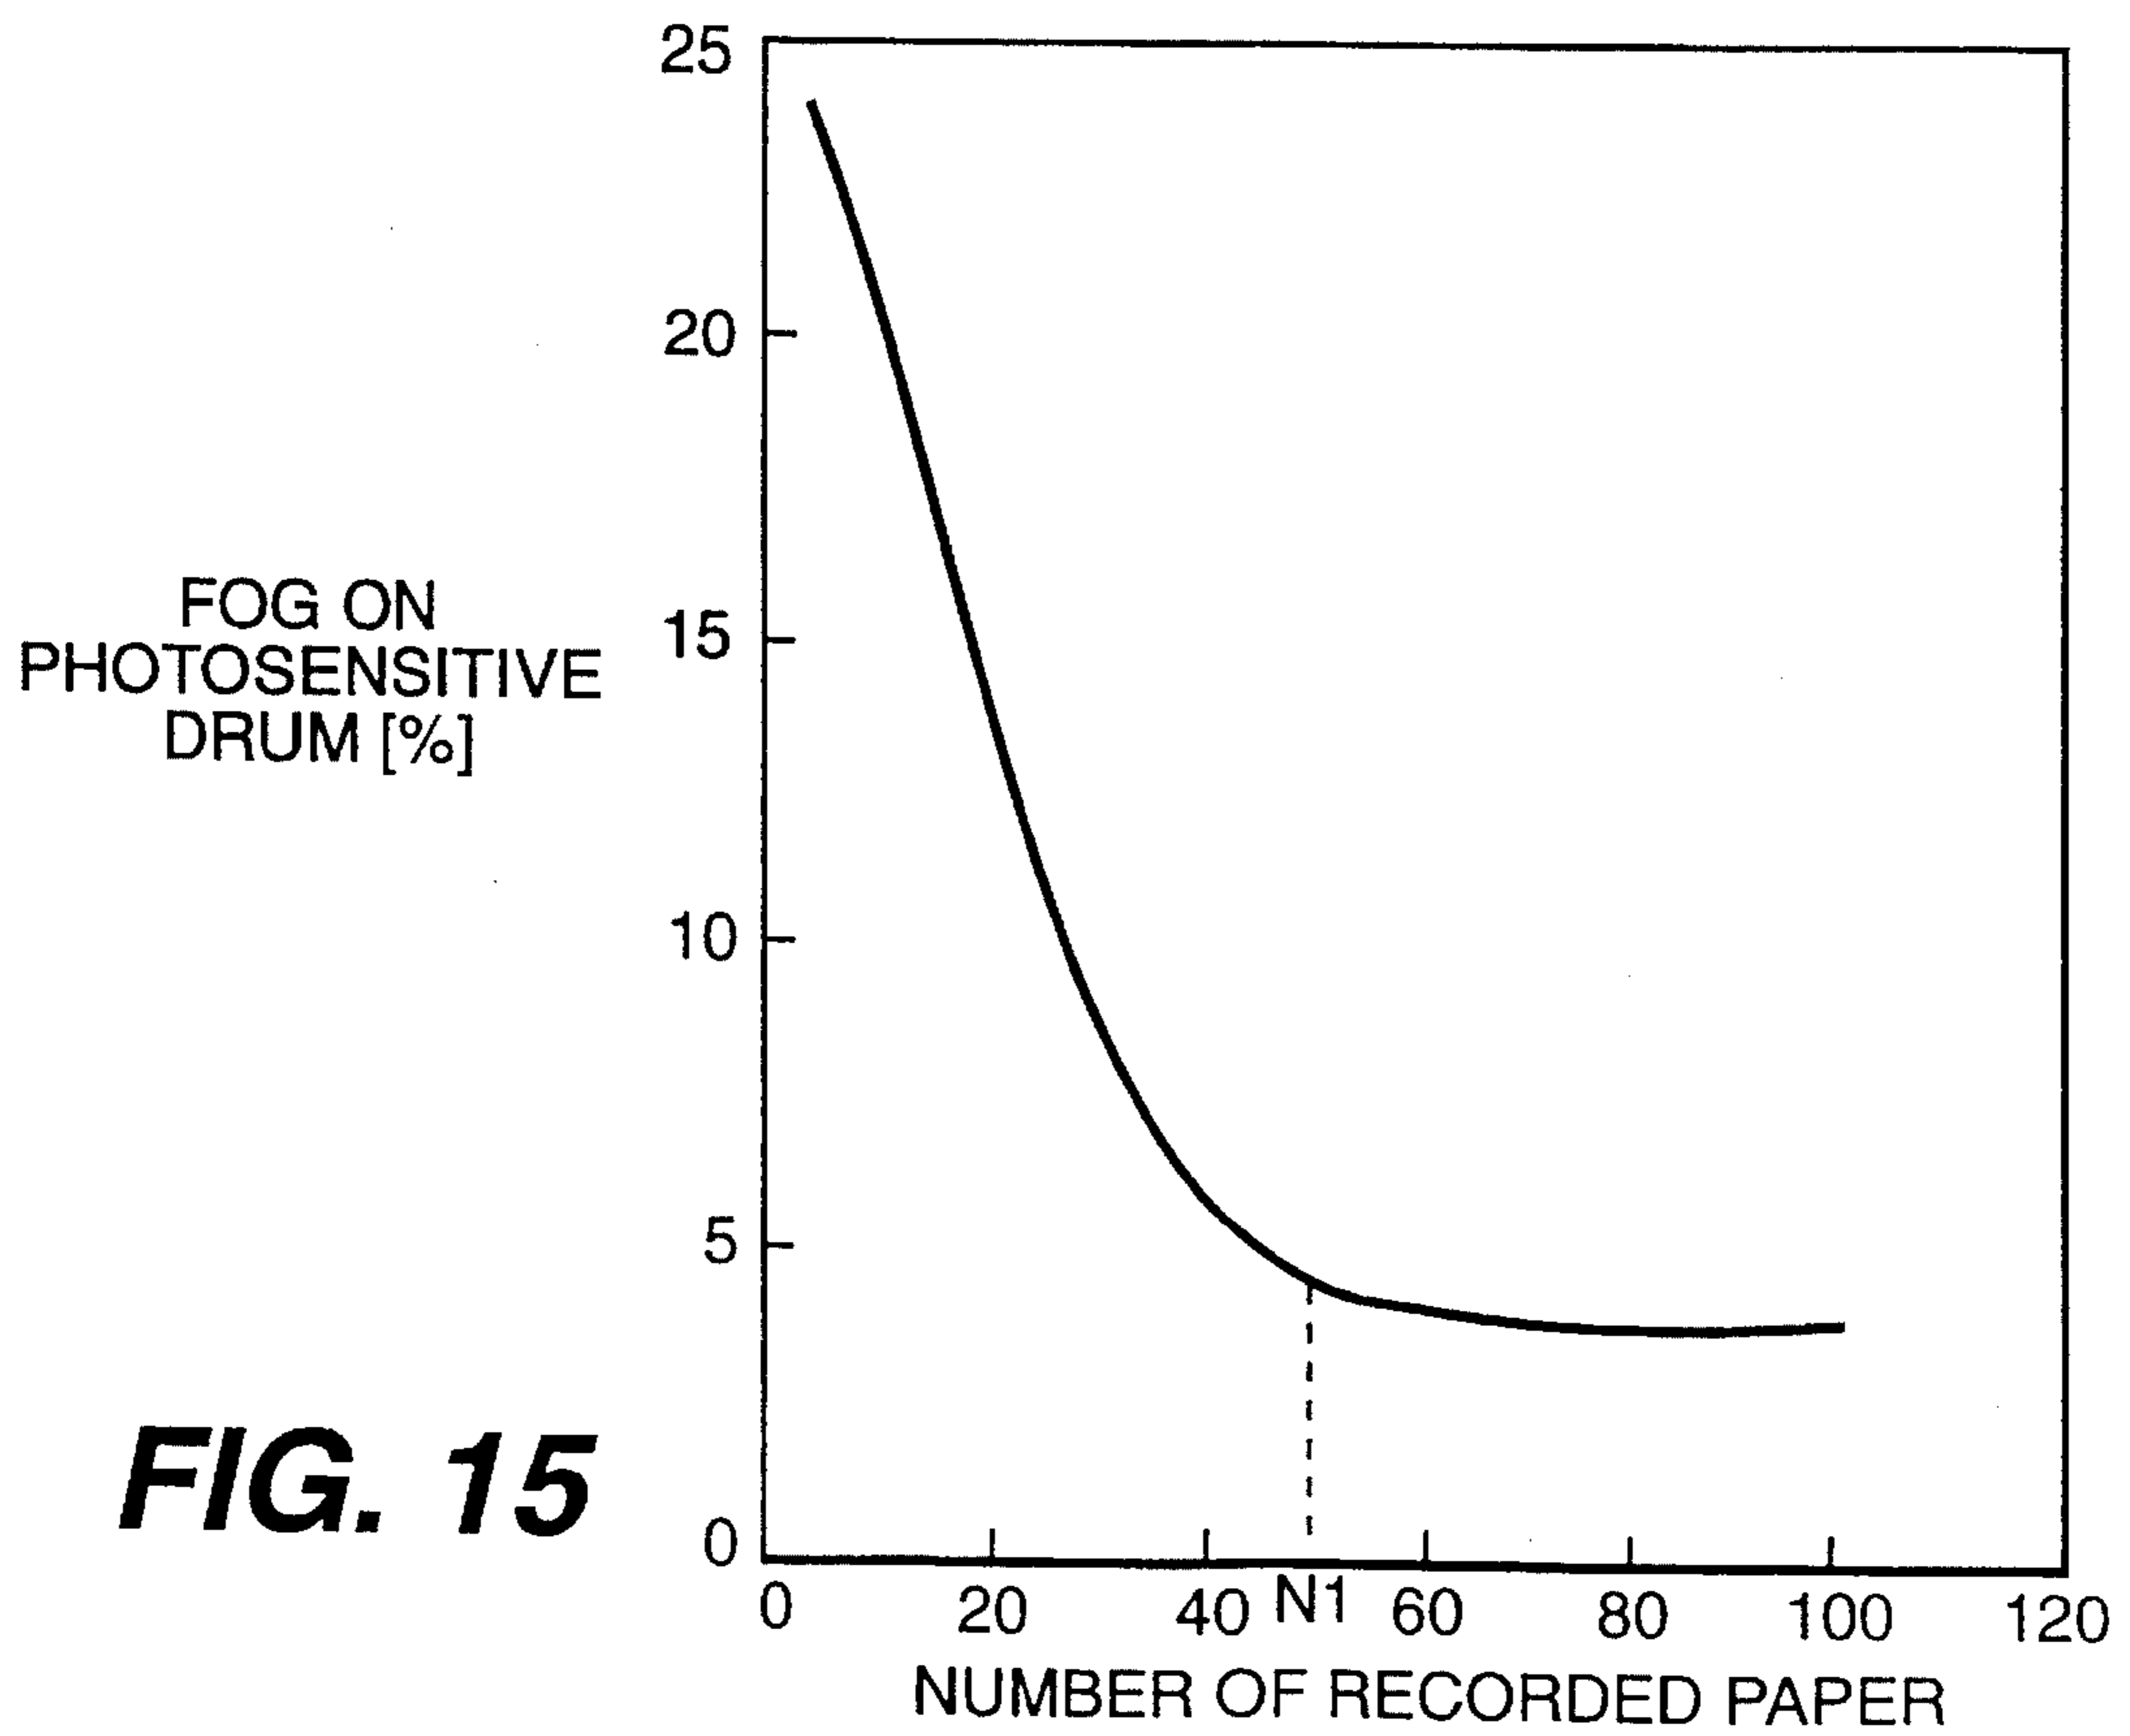 25
20
15
10
5
0
FOG ON
PHOTOSENSITIVE
DRUM [%]
0 20 40 N1 60 80 100 120
NUMBER OF RECORDED PAPER
FIG. 15